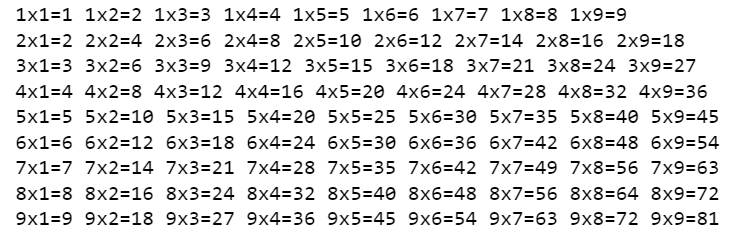 1x1=1 1x2=2 1x3=3 1x4=4 1x5=5 1x6=6 1x7=7 1x8=8 1x9=9
2x1=2 2x2=4 2x3=6 2x4=8 2x5=10 2x6=12 2x7=14 2x8=16 2x9=18
3x1=3 3x2=6 3x3=9 3x4=12 3x5=15 3x6=18 3x7=21 3x8=24 3x9=27
4x1=4 4x2=8 4x3=12 4x4=16 4x5=20 4x6=24 4x7=28 4x8=32 4x9=36
5x1=5 5x2=10 5x3=15 5x4=20 5x5=25 5x6=30 5x7=35 5x8=40 5x9=45
6x1=6 6x2=12 6x3=18 6x4=24 6x5=30 6x6=36 6x7=42 6x8=48 6x9=54
7x1=7 7x2=14 7x3=21 7x4=28 7x5=35 7x6=42 7x7=49 7x8=56 7x9=63
8x1=8 8x2=16 8x3=24 8x4=32 8x5=40 8x6=48 8x7=56 8x8=64 8x9=72
9x1=9 9x2=18 9x3=27 9x4=36 9x5=45 9x6=54 9x7=63 9x8=72 9x9=81